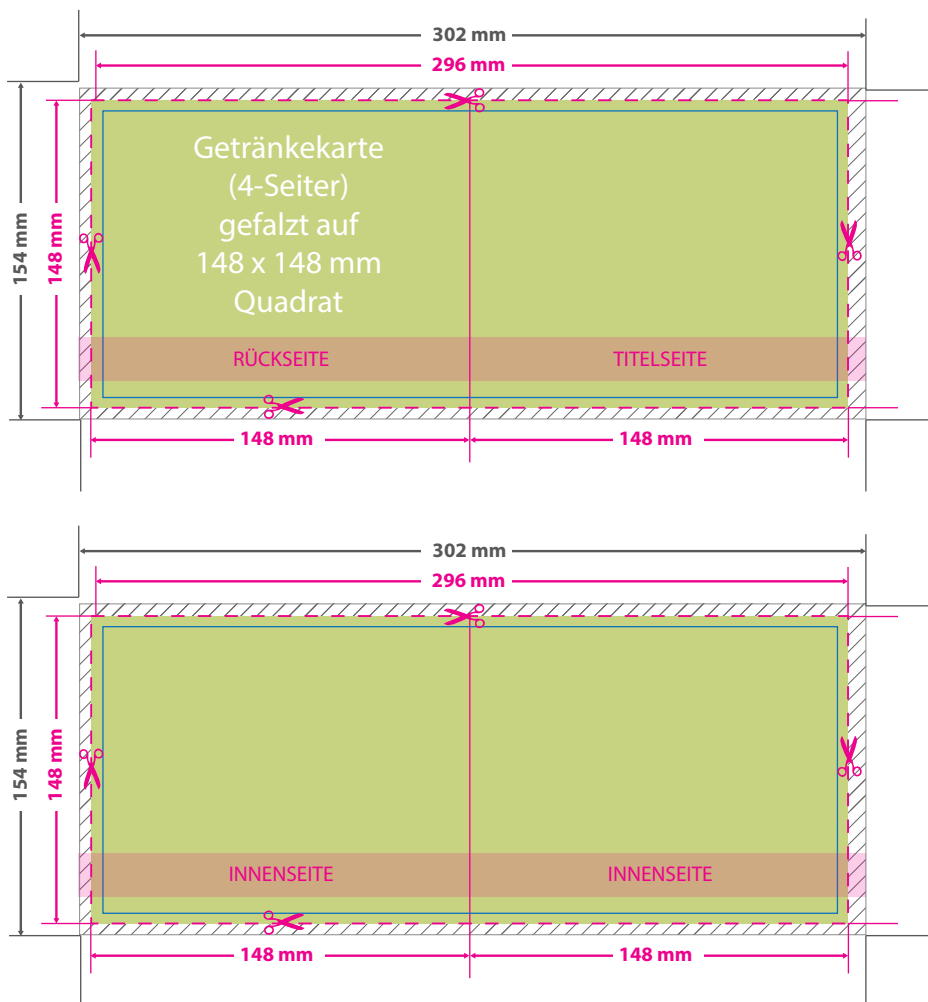 302 mm
296 mm
154 mm
148 mm
Getränkekarte
(4-Seiter)
gefalzt auf
148 x 148 mm
Quadrat
RÜCKSEITE
TITELSEITE
148 mm
148 mm
302 mm
296 mm
154 mm
148 mm
INNENSEITE
INNENSEITE
148 mm
148 mm